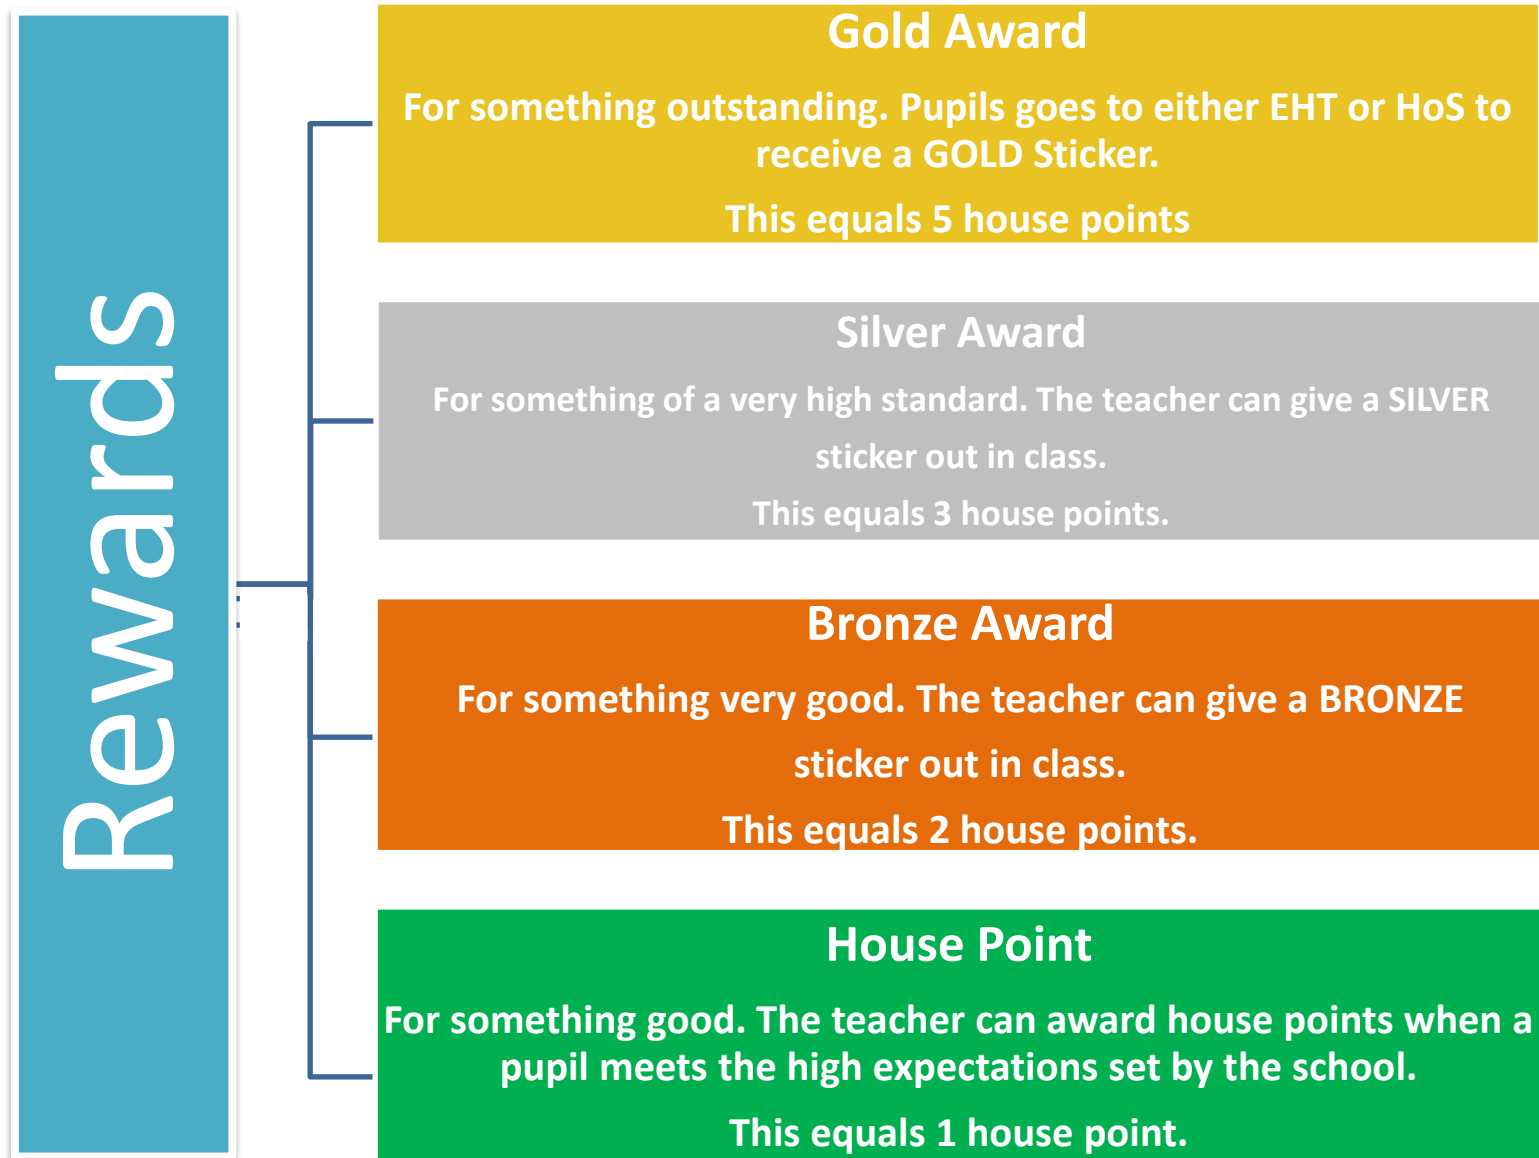 Rewards
Gold Award
For something outstanding. Pupils goes to either EHT or HoS to
receive a GOLD Sticker.
This equals 5 house points
Silver Award
For something of a very high standard. The teacher can give a SILVER
sticker out in class.
This equals 3 house points.
Bronze Award
For something very good. The teacher can give a BRONZE
sticker out in class.
This equals 2 house points.
House Point
For something good. The teacher can award house points when a
pupil meets the high expectations set by the school.
This equals 1 house point.